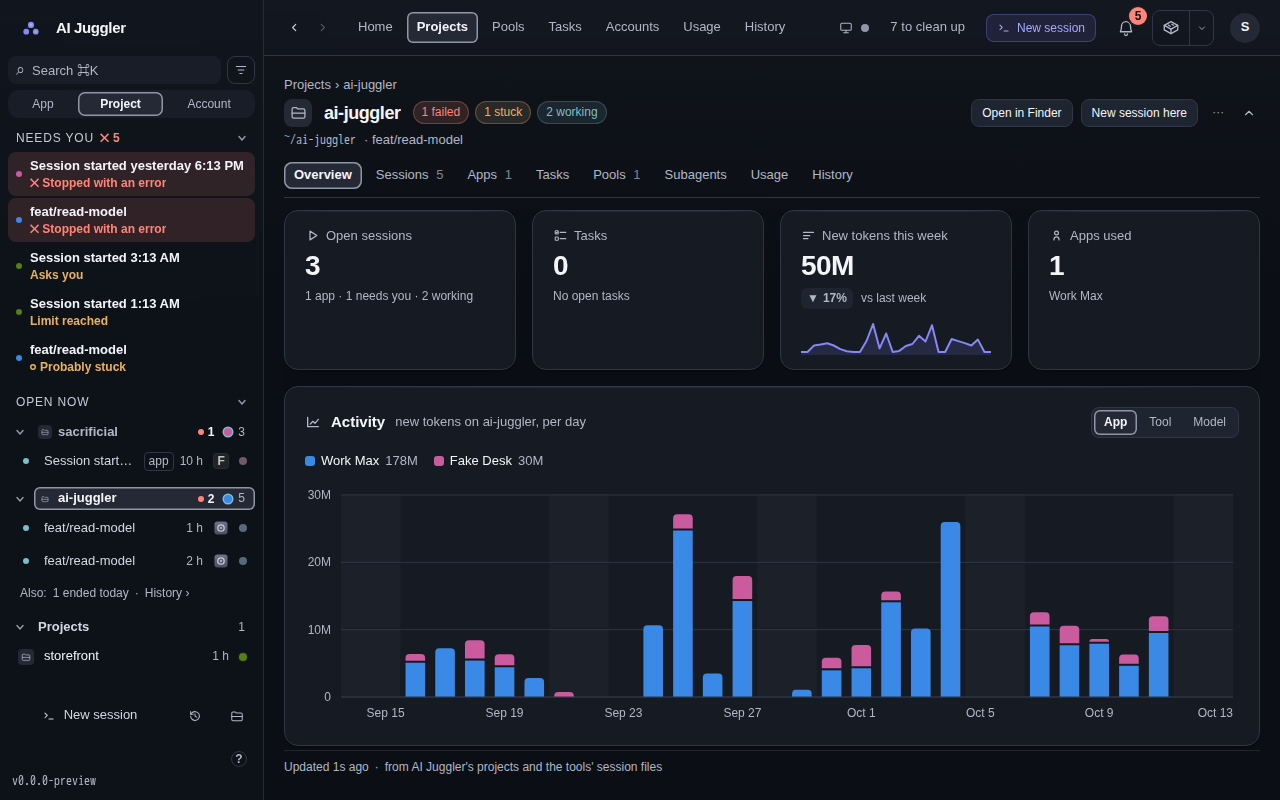 AI Juggler
Search ⌘K
App Project Account
NEEDS YOU 5
Session started yesterday 6:13 PM
Stopped with an error
feat/read-model
Stopped with an error
Session started 3:13 AM
Asks you
Session started 1:13 AM
Limit reached
feat/read-model
Probably stuck
OPEN NOW
sacrificial 1 3
Session start… app 10 h F
ai-juggler 2 5
feat/read-model 1 h
feat/read-model 2 h
Also: 1 ended today · History ›
Projects 1
storefront 1 h
New session
?
v0.0.0-preview
Home Projects Pools Tasks Accounts Usage History
7 to clean up
New session
5
S
Projects › ai-juggler
ai-juggler 1 failed 1 stuck 2 working
Open in Finder New session here ···
~/ai-juggler · feat/read-model
Overview Sessions 5 Apps 1 Tasks Pools 1 Subagents Usage History
Open sessions
3
1 app · 1 needs you · 2 working
Tasks
0
No open tasks
New tokens this week
50M
▼ 17% vs last week
Apps used
1
Work Max
Activity new tokens on ai-juggler, per day
App Tool Model
Work Max 178M Fake Desk 30M
30M
20M
10M
0
Sep 15 Sep 19 Sep 23 Sep 27 Oct 1 Oct 5 Oct 9 Oct 13
Updated 1s ago · from AI Juggler's projects and the tools' session files